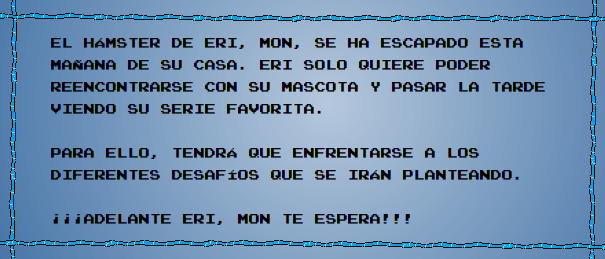 EL HÁMSTER DE ERI, MON, SE HA ESCAPADO ESTA
MAÑANA DE SU CASA. ERI SOLO QUIERE PODER
REENCONTRARSE CON SU MASCOTA Y PASAR LA TARDE
VIENDO SU SERIE FAVORITA.
PARA ELLO, TENDRÁ QUE ENFRENTARSE A LOS
DIFERENTES DESAFÍOS QUE SE IRÁN PLANTEANDO.
¡¡¡ADELANTE ERI, MON TE ESPERA!!!